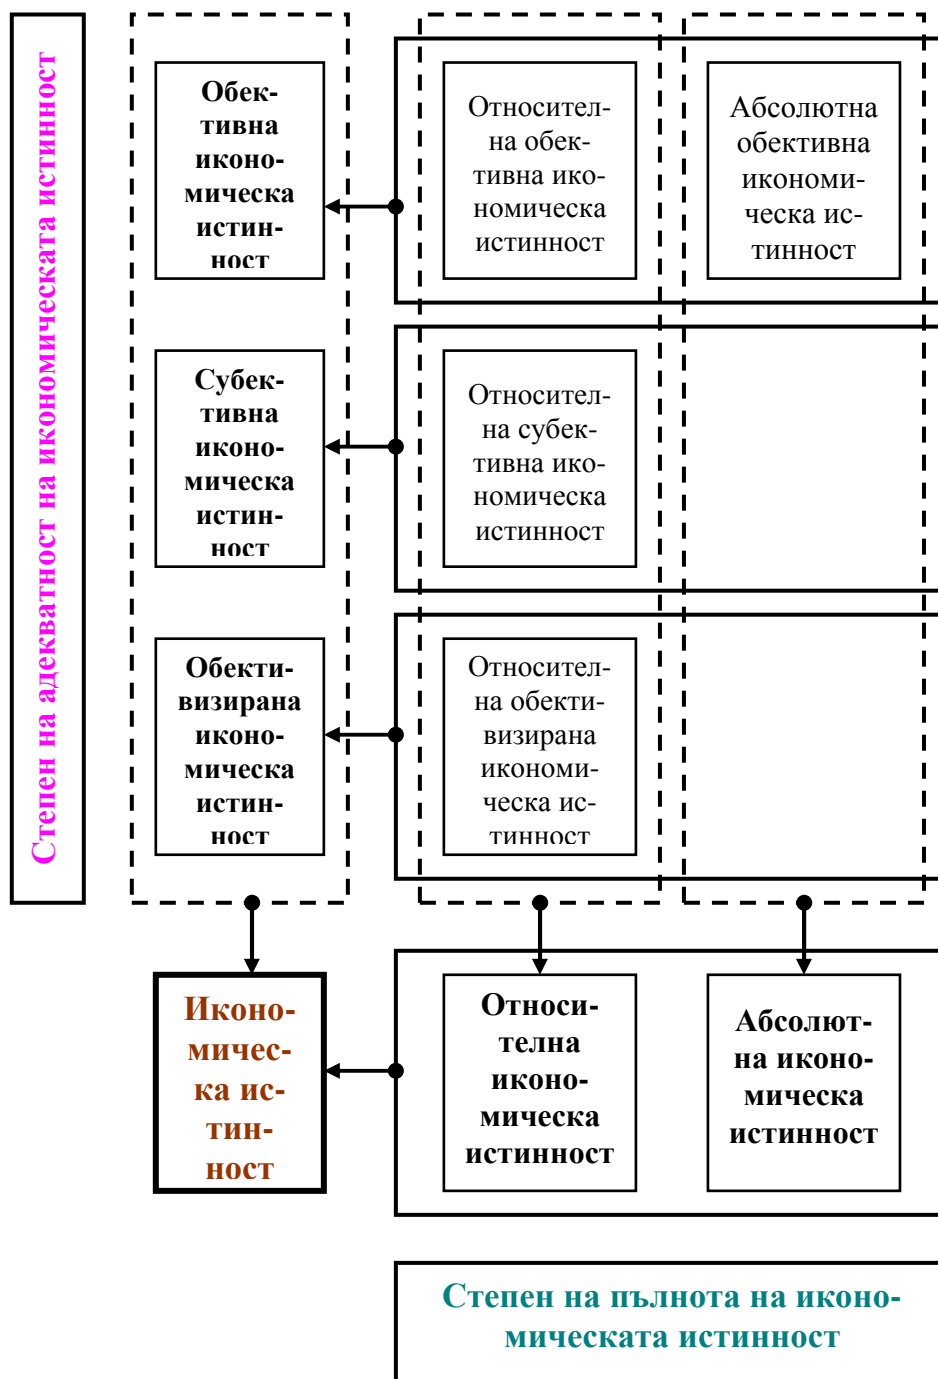 Степен на адекватност на икономическата истинност
Обек-
тивна
иконо-
мическа
истин-
ност
Относител-
на обек-
тивна ико-
номическа
истинност
Абсолютна
обективна
икономи-
ческа ис-
тинност
Субек-
тивна
иконо-
мическа
истин-
ност
Относител-
на субек-
тивна ико-
номическа
истинност
Обекти-
визирана
иконо-
мическа
истин-
ност
Относител-
на обекти-
визирана
икономи-
ческа ис-
тинност
Иконо-
мичес-
ка ис-
тин-
ност
Относи-
телна
иконо-
мическа
истинност
Абсолют-
на иконо-
мическа
истинност
Степен на пълнота на иконо-
мическата истинност